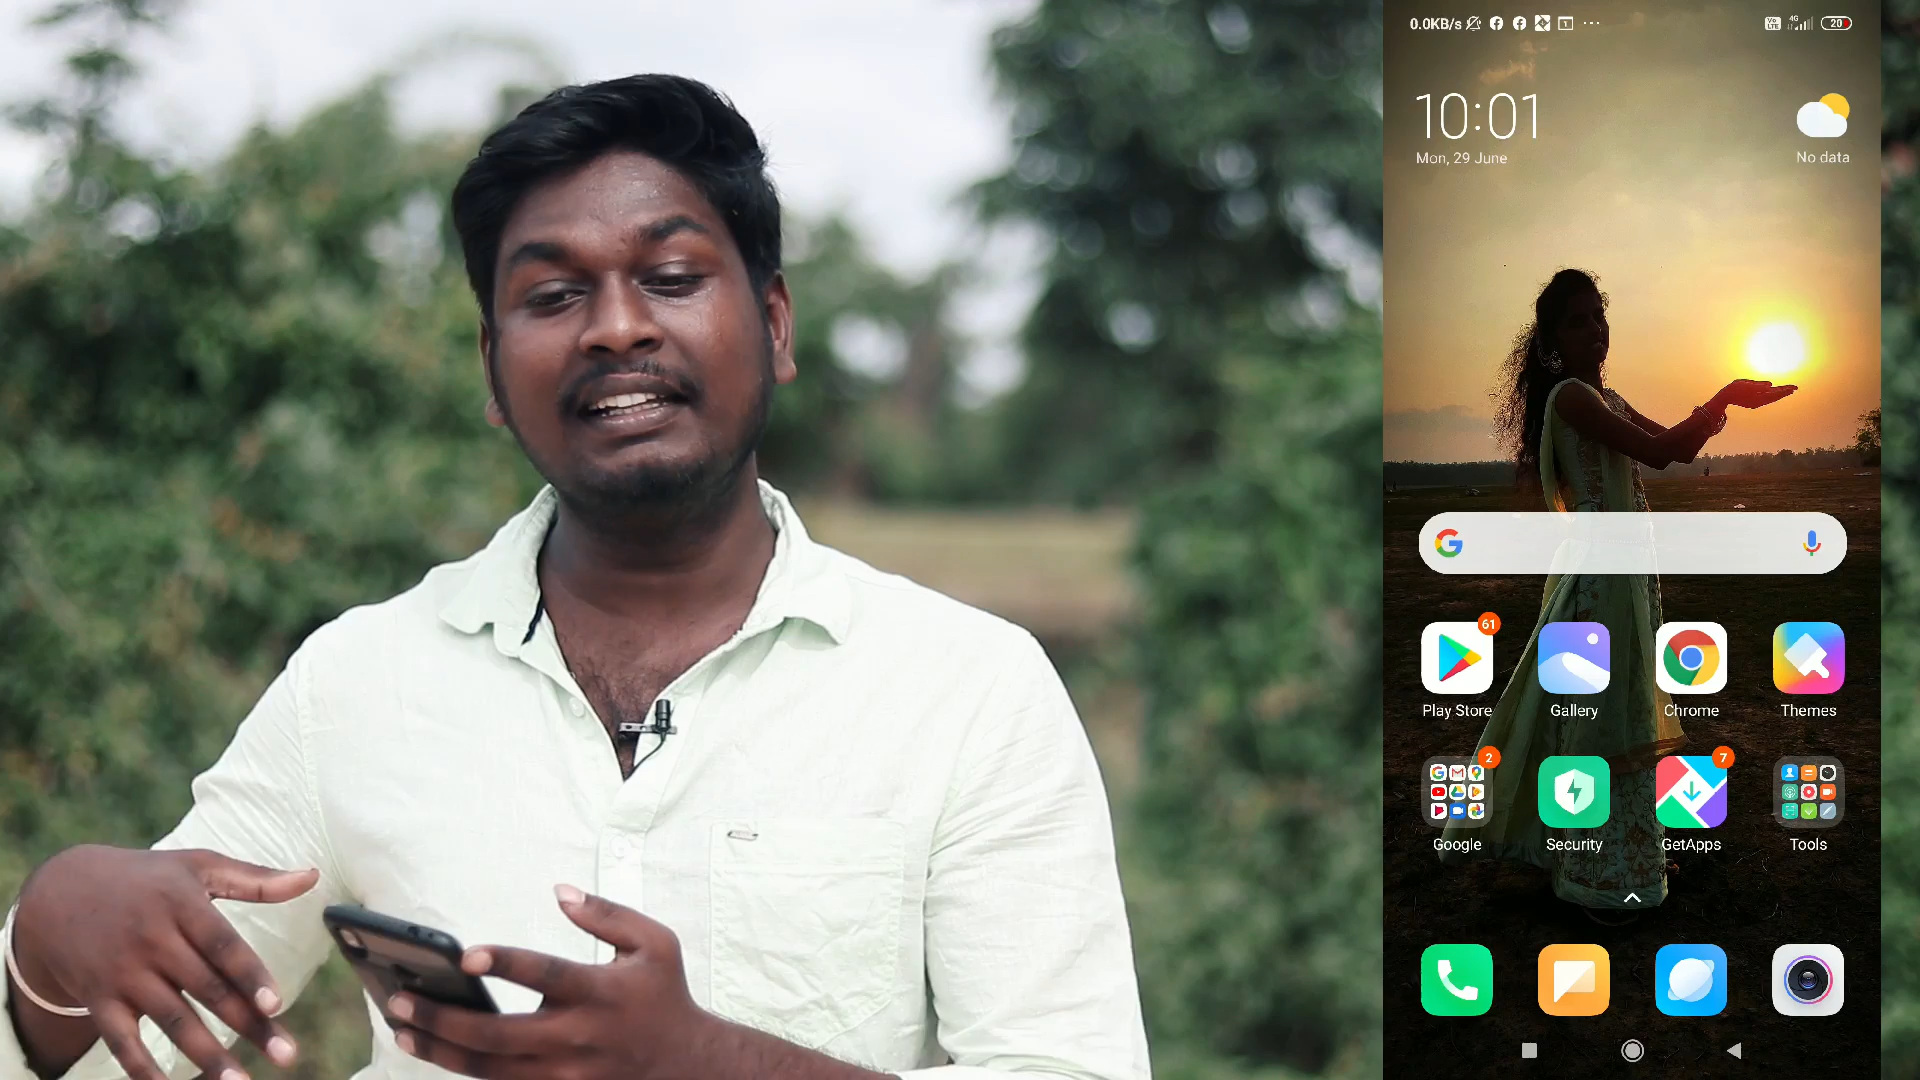 0.0KB/s
4G
20
10:01
Mon, 29 June
No data
61
Play Store
Gallery
Chrome
Themes
2
7
Google
Security
GetApps
Tools